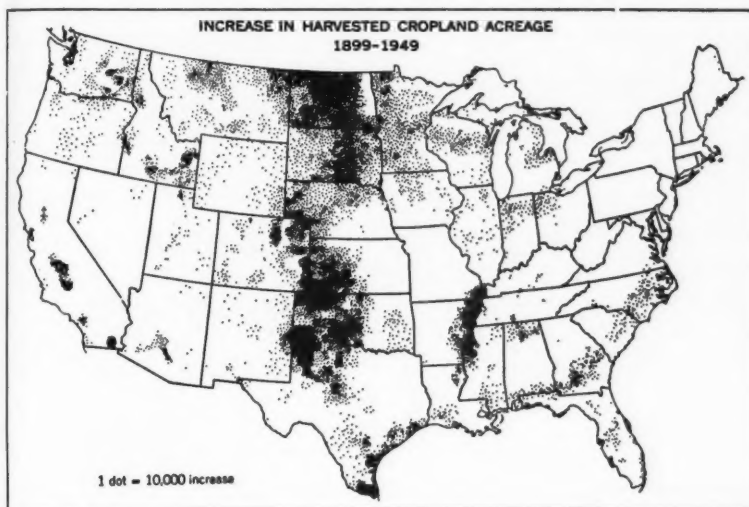 INCREASE IN HARVESTED CROPLAND ACREAGE
1899-1949
1 dot = 10,000 increase